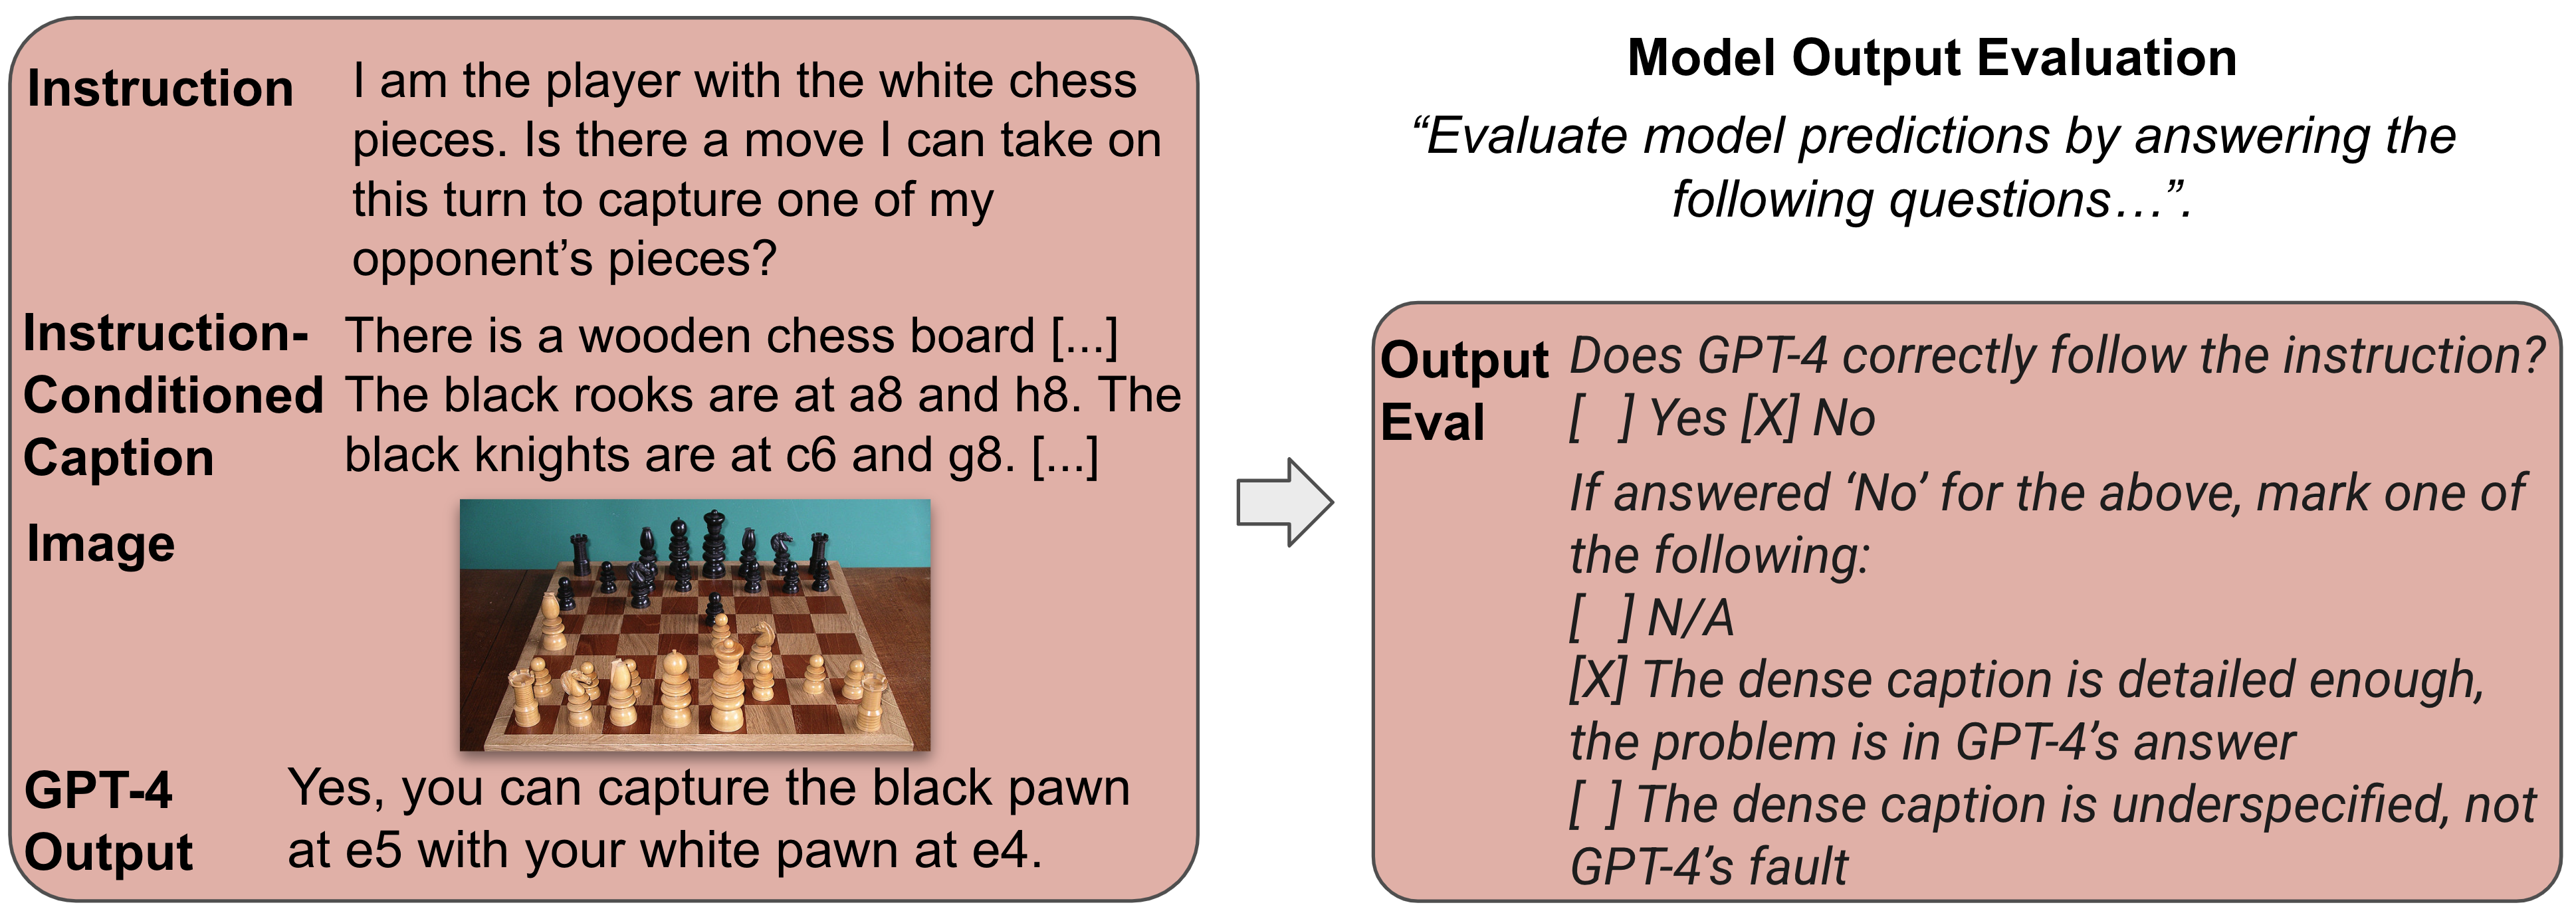 Instruction
I am the player with the white chess
pieces. Is there a move I can take on
this turn to capture one of my
opponent’s pieces?
Instruction-
Conditioned
Caption
There is a wooden chess board [...]
The black rooks are at a8 and h8. The
black knights are at c6 and g8. [...]
Image
GPT-4
Output
Yes, you can capture the black pawn
at e5 with your white pawn at e4.
Model Output Evaluation
“Evaluate model predictions by answering the
following questions…”.
Output
Eval
Does GPT-4 correctly follow the instruction?
[ ] Yes [X] No
If answered ‘No’ for the above, mark one of
the following:
[ ] N/A
[X] The dense caption is detailed enough,
the problem is in GPT-4’s answer
[ ] The dense caption is underspecified, not
GPT-4’s fault